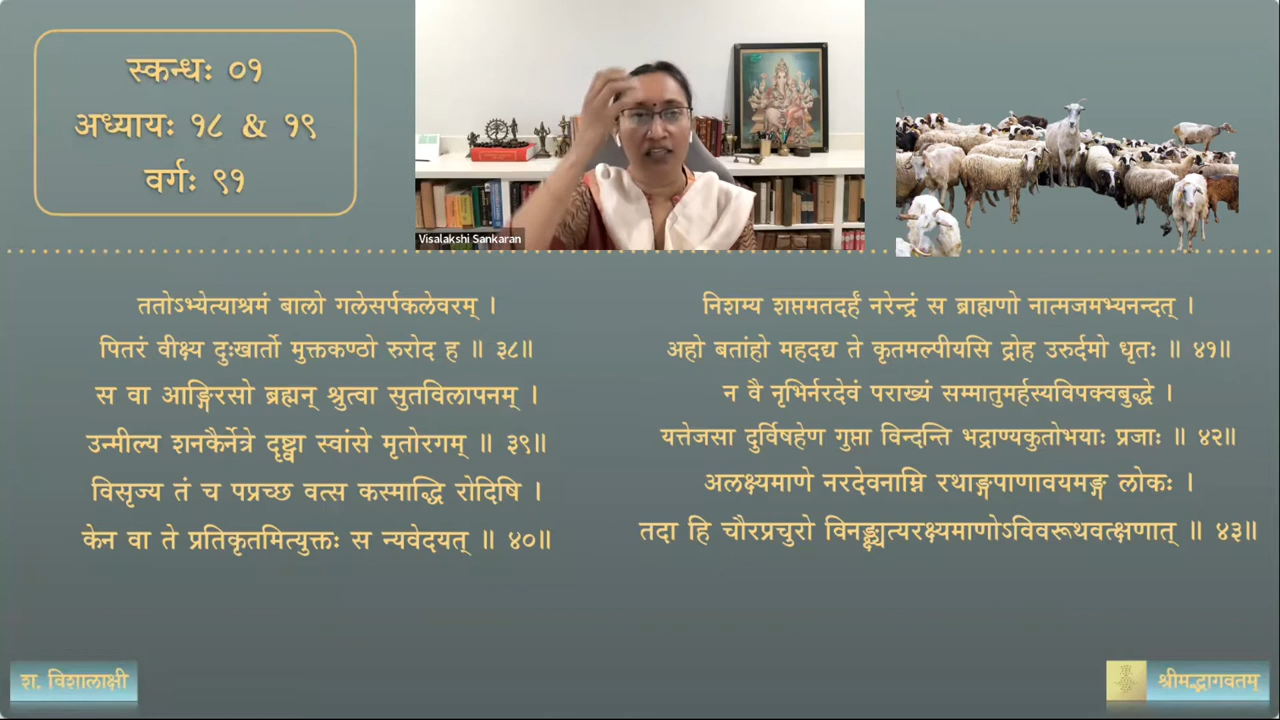 स्कन्धः ०१
अध्यायः १८ & १९
वर्गः ९१
Visalakshi Sankaran
ततोऽभ्येत्याश्रमं बालो गलेसर्पकलेवरम् ।
पितरं वीक्ष्य दुःखार्तो मुक्तकण्ठो रुरोद ह ॥ ३८॥
स वा आङ्गिरसो ब्रह्मन् श्रुत्वा सुतविलापनम् ।
उन्मील्य शनकैर्नेत्रे दृष्ट्वा स्वांसे मृतोरगम् ॥ ३९॥
विसृज्य तं च पप्रच्छ वत्स कस्माद्धि रोदिषि ।
केन वा ते प्रतिकृतमित्युक्तः स न्यवेदयत् ॥ ४०॥
निशम्य शप्तमतदर्हं नरेन्द्रं स ब्राह्मणो नात्मजमभ्यनन्दत् ।
अहो बतांहो महदद्य ते कृतमल्पीयसि द्रोह उरुर्दमो धृतः ॥ ४१॥
न वै नृभिर्नरदेवं पराख्यं सम्मातुमर्हस्यविपक्वबुद्धे ।
यत्तेजसा दुर्विषहेण गुप्ता विन्दन्ति भद्राण्यकुतोभयाः प्रजाः ॥ ४२॥
अलक्ष्यमाणे नरदेवनाम्नि रथाङ्गपाणावयमङ्ग लोकः ।
तदा हि चौरप्रचुरो विनङ्क्ष्यत्यरक्ष्यमाणोऽविवरूथवत्क्षणात् ॥ ४३॥
श. विशालाक्षी
श्रीमद्भागवतम्